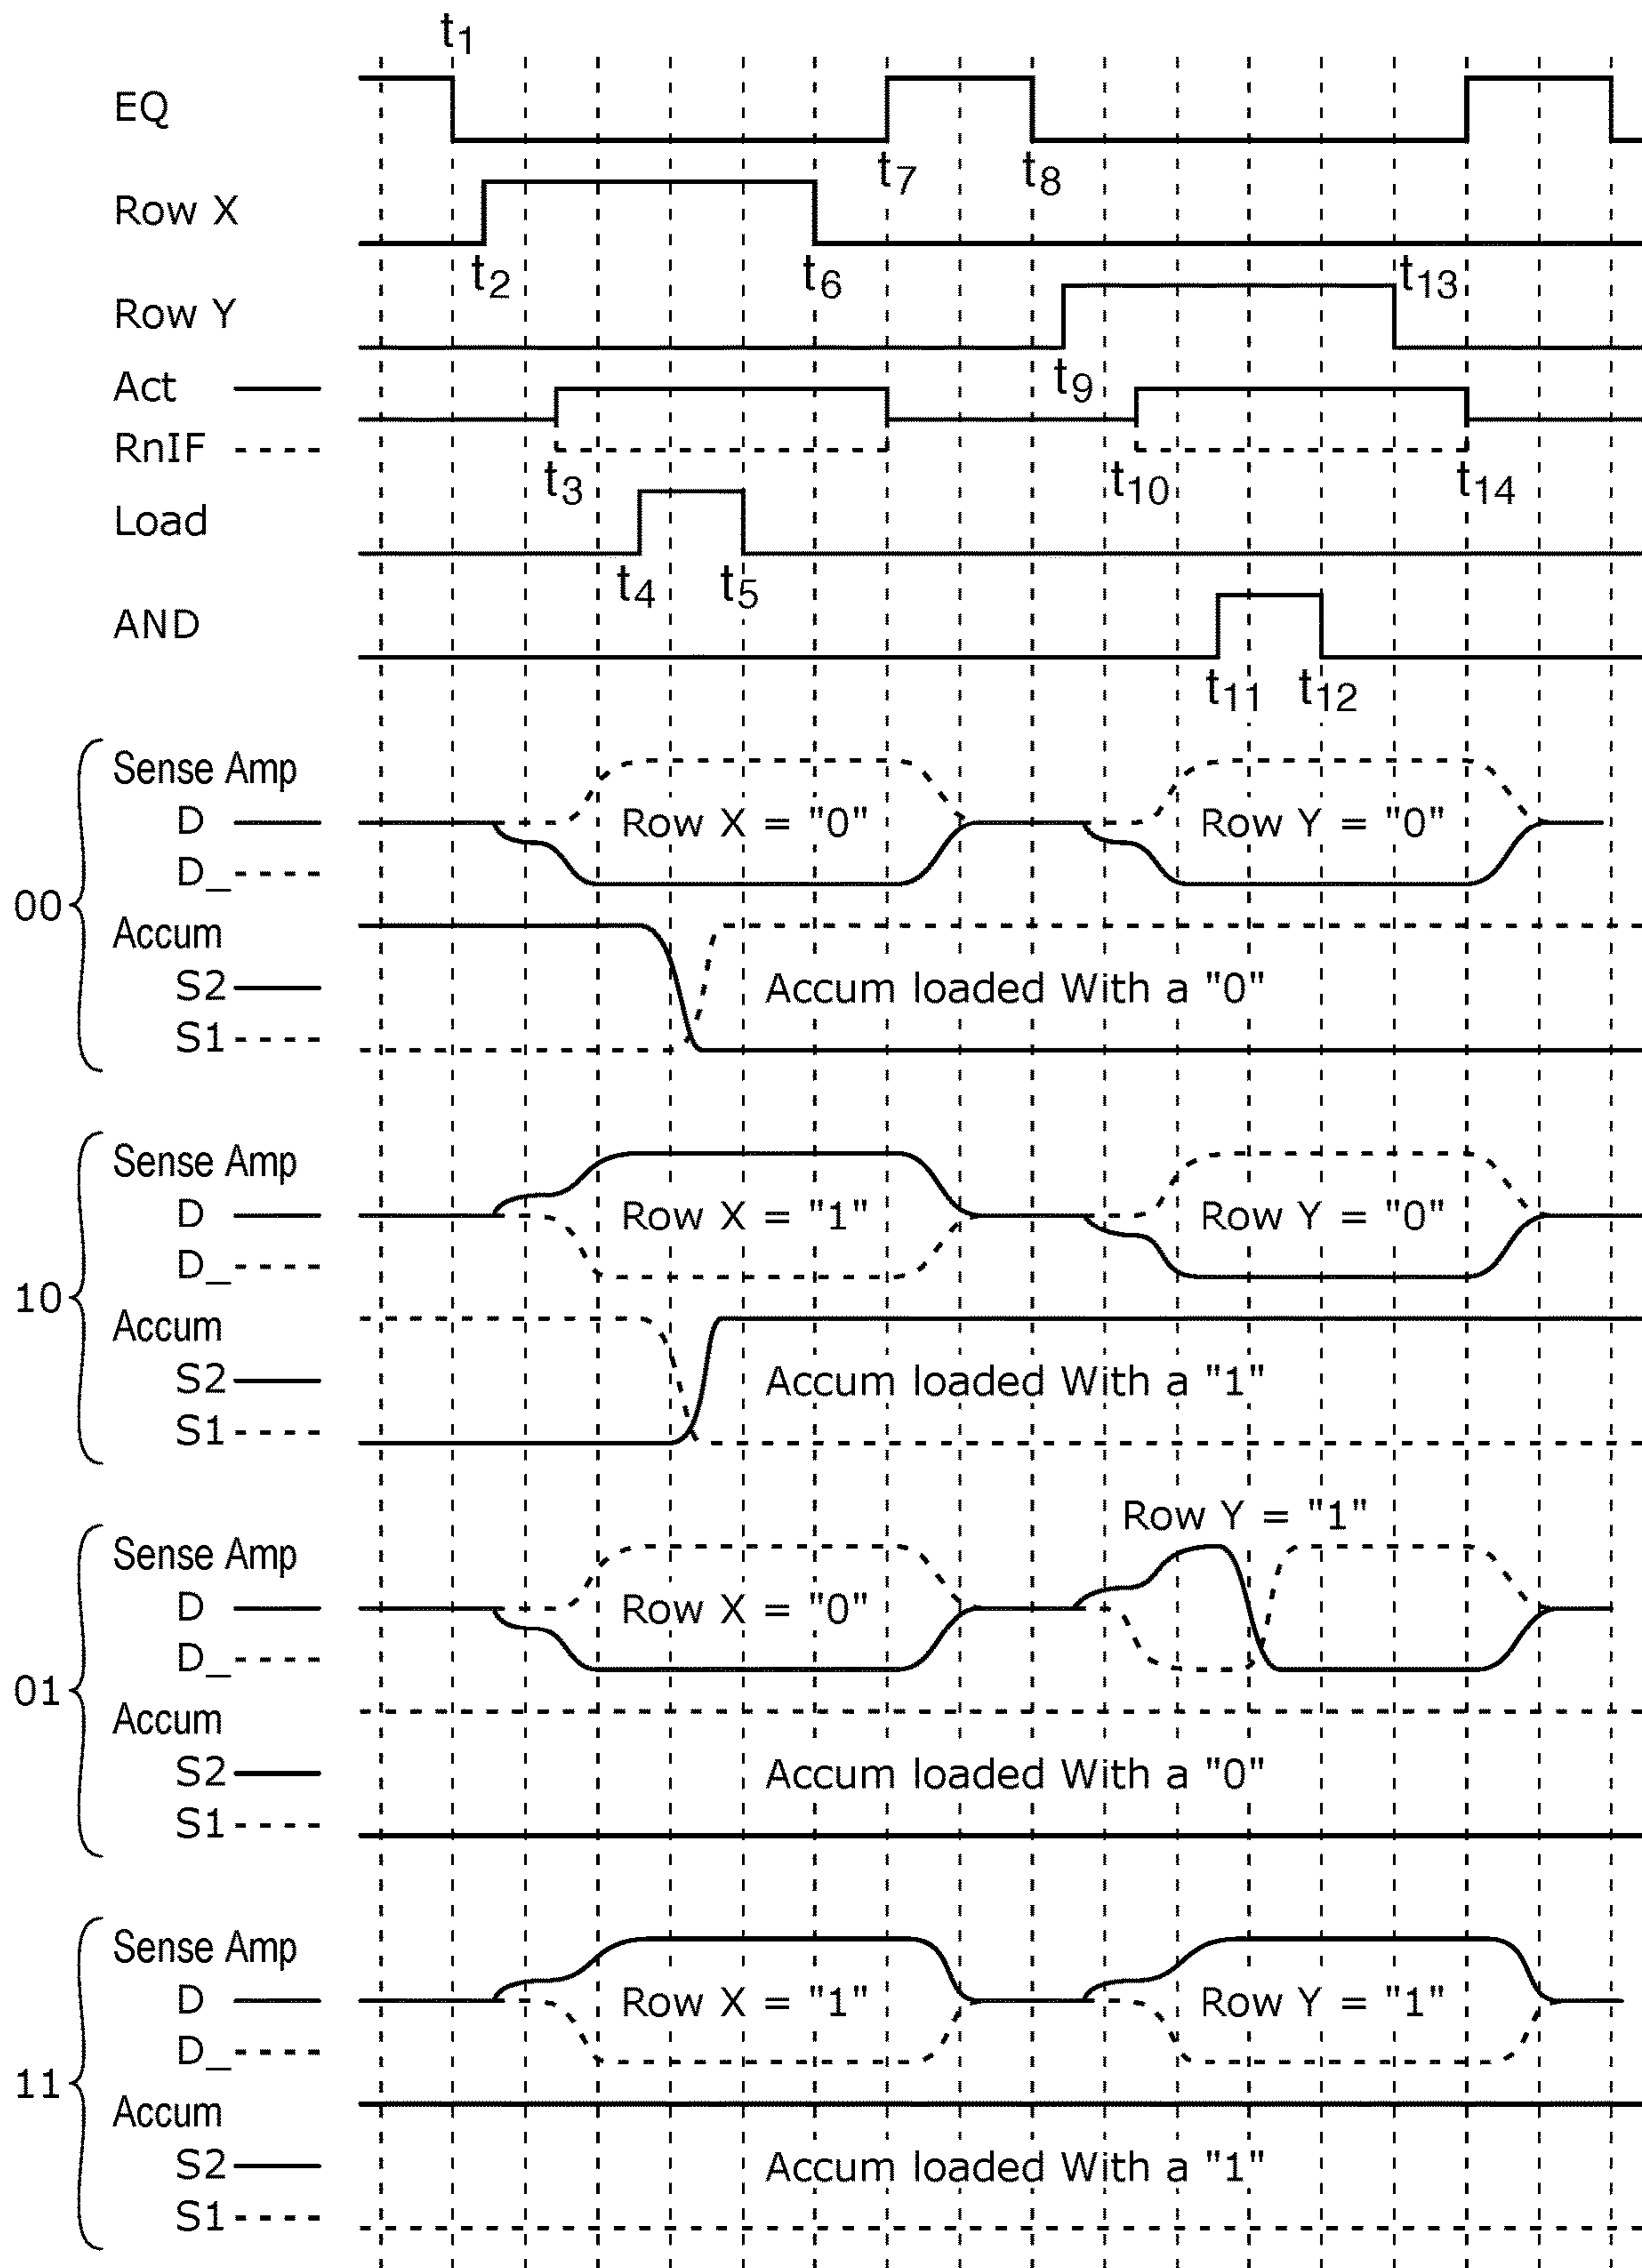 t1
EQ
t7 t8
Row X
t2 t6 t13
Row Y
t9
Act
RnIF
t3 t10 t14
Load
t4 t5
AND
t11 t12
Sense Amp
D Row X = "0" Row Y = "0"
D_
00
Accum
S2 Accum loaded With a "0"
S1
Sense Amp
D Row X = "1" Row Y = "0"
D_
10
Accum
S2 Accum loaded With a "1"
S1
Row Y = "1"
Sense Amp
D Row X = "0"
D_
01
Accum
S2 Accum loaded With a "0"
S1
Sense Amp
D Row X = "1" Row Y = "1"
D_
11
Accum
S2 Accum loaded With a "1"
S1